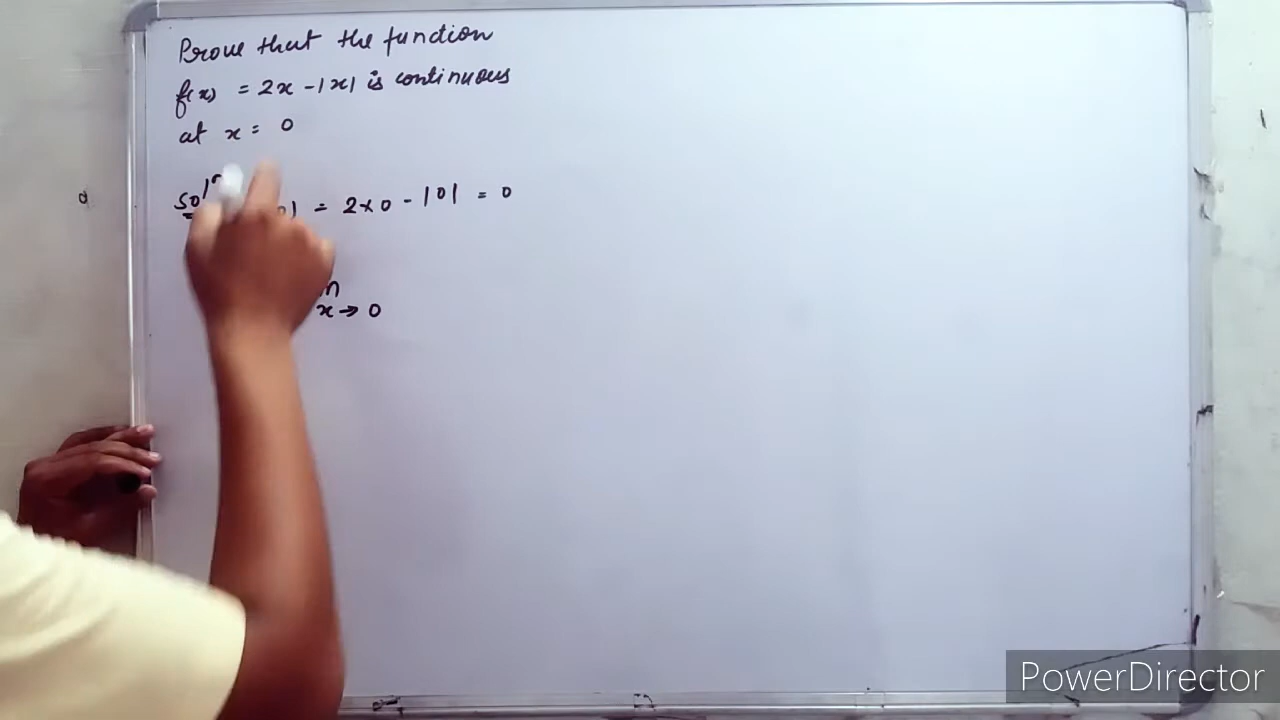 Prove that the function
f(x) = 2x - |x| is continuous
at x = 0
= 2×0 - |0| = 0
x → 0
PowerDirector